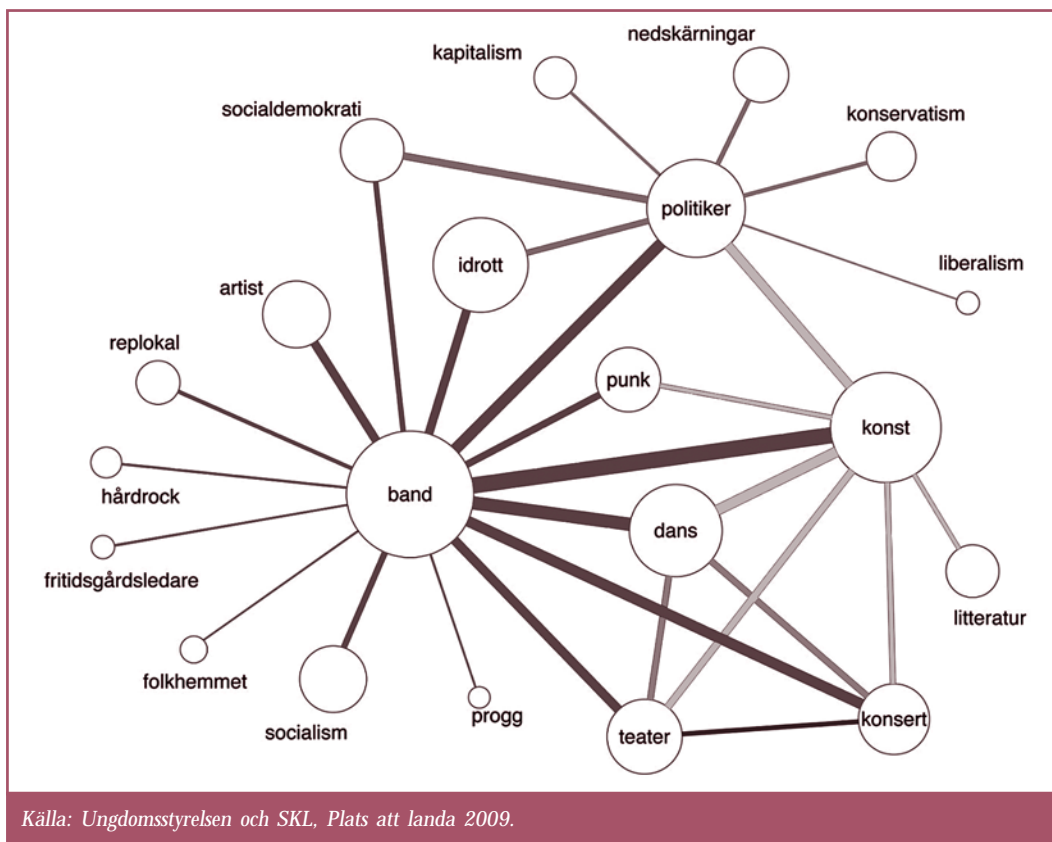 nedskärningar
kapitalism
socialdemokrati
konservatism
politiker
idrott
liberalism
artist
replokal
punk
konst
hårdrock
band
dans
fritidsgårdsledare
litteratur
folkhemmet
socialism
progg
teater
konsert
Källa: Ungdomsstyrelsen och SKL, Plats att landa 2009.